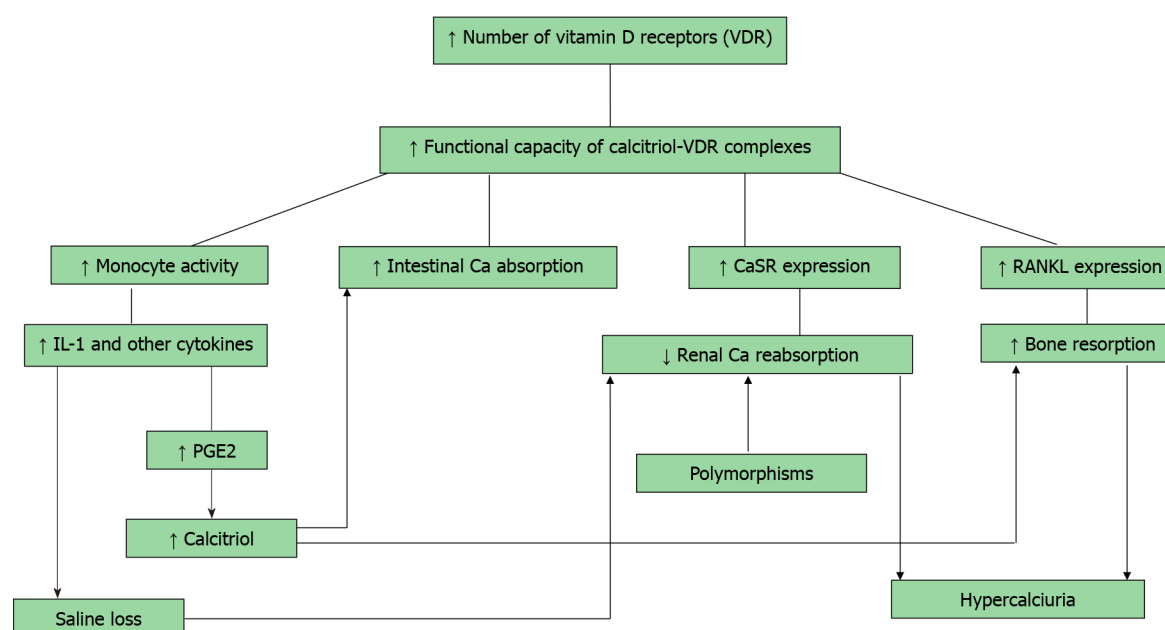 ↑ Number of vitamin D receptors (VDR)
↑ Functional capacity of calcitriol-VDR complexes
↑ Monocyte activity
↑ Intestinal Ca absorption
↑ CaSR expression
↑ RANKL expression
↑ IL-1 and other cytokines
↓ Renal Ca reabsorption
↑ Bone resorption
↑ PGE2
Polymorphisms
↑ Calcitriol
Hypercalciuria
Saline loss